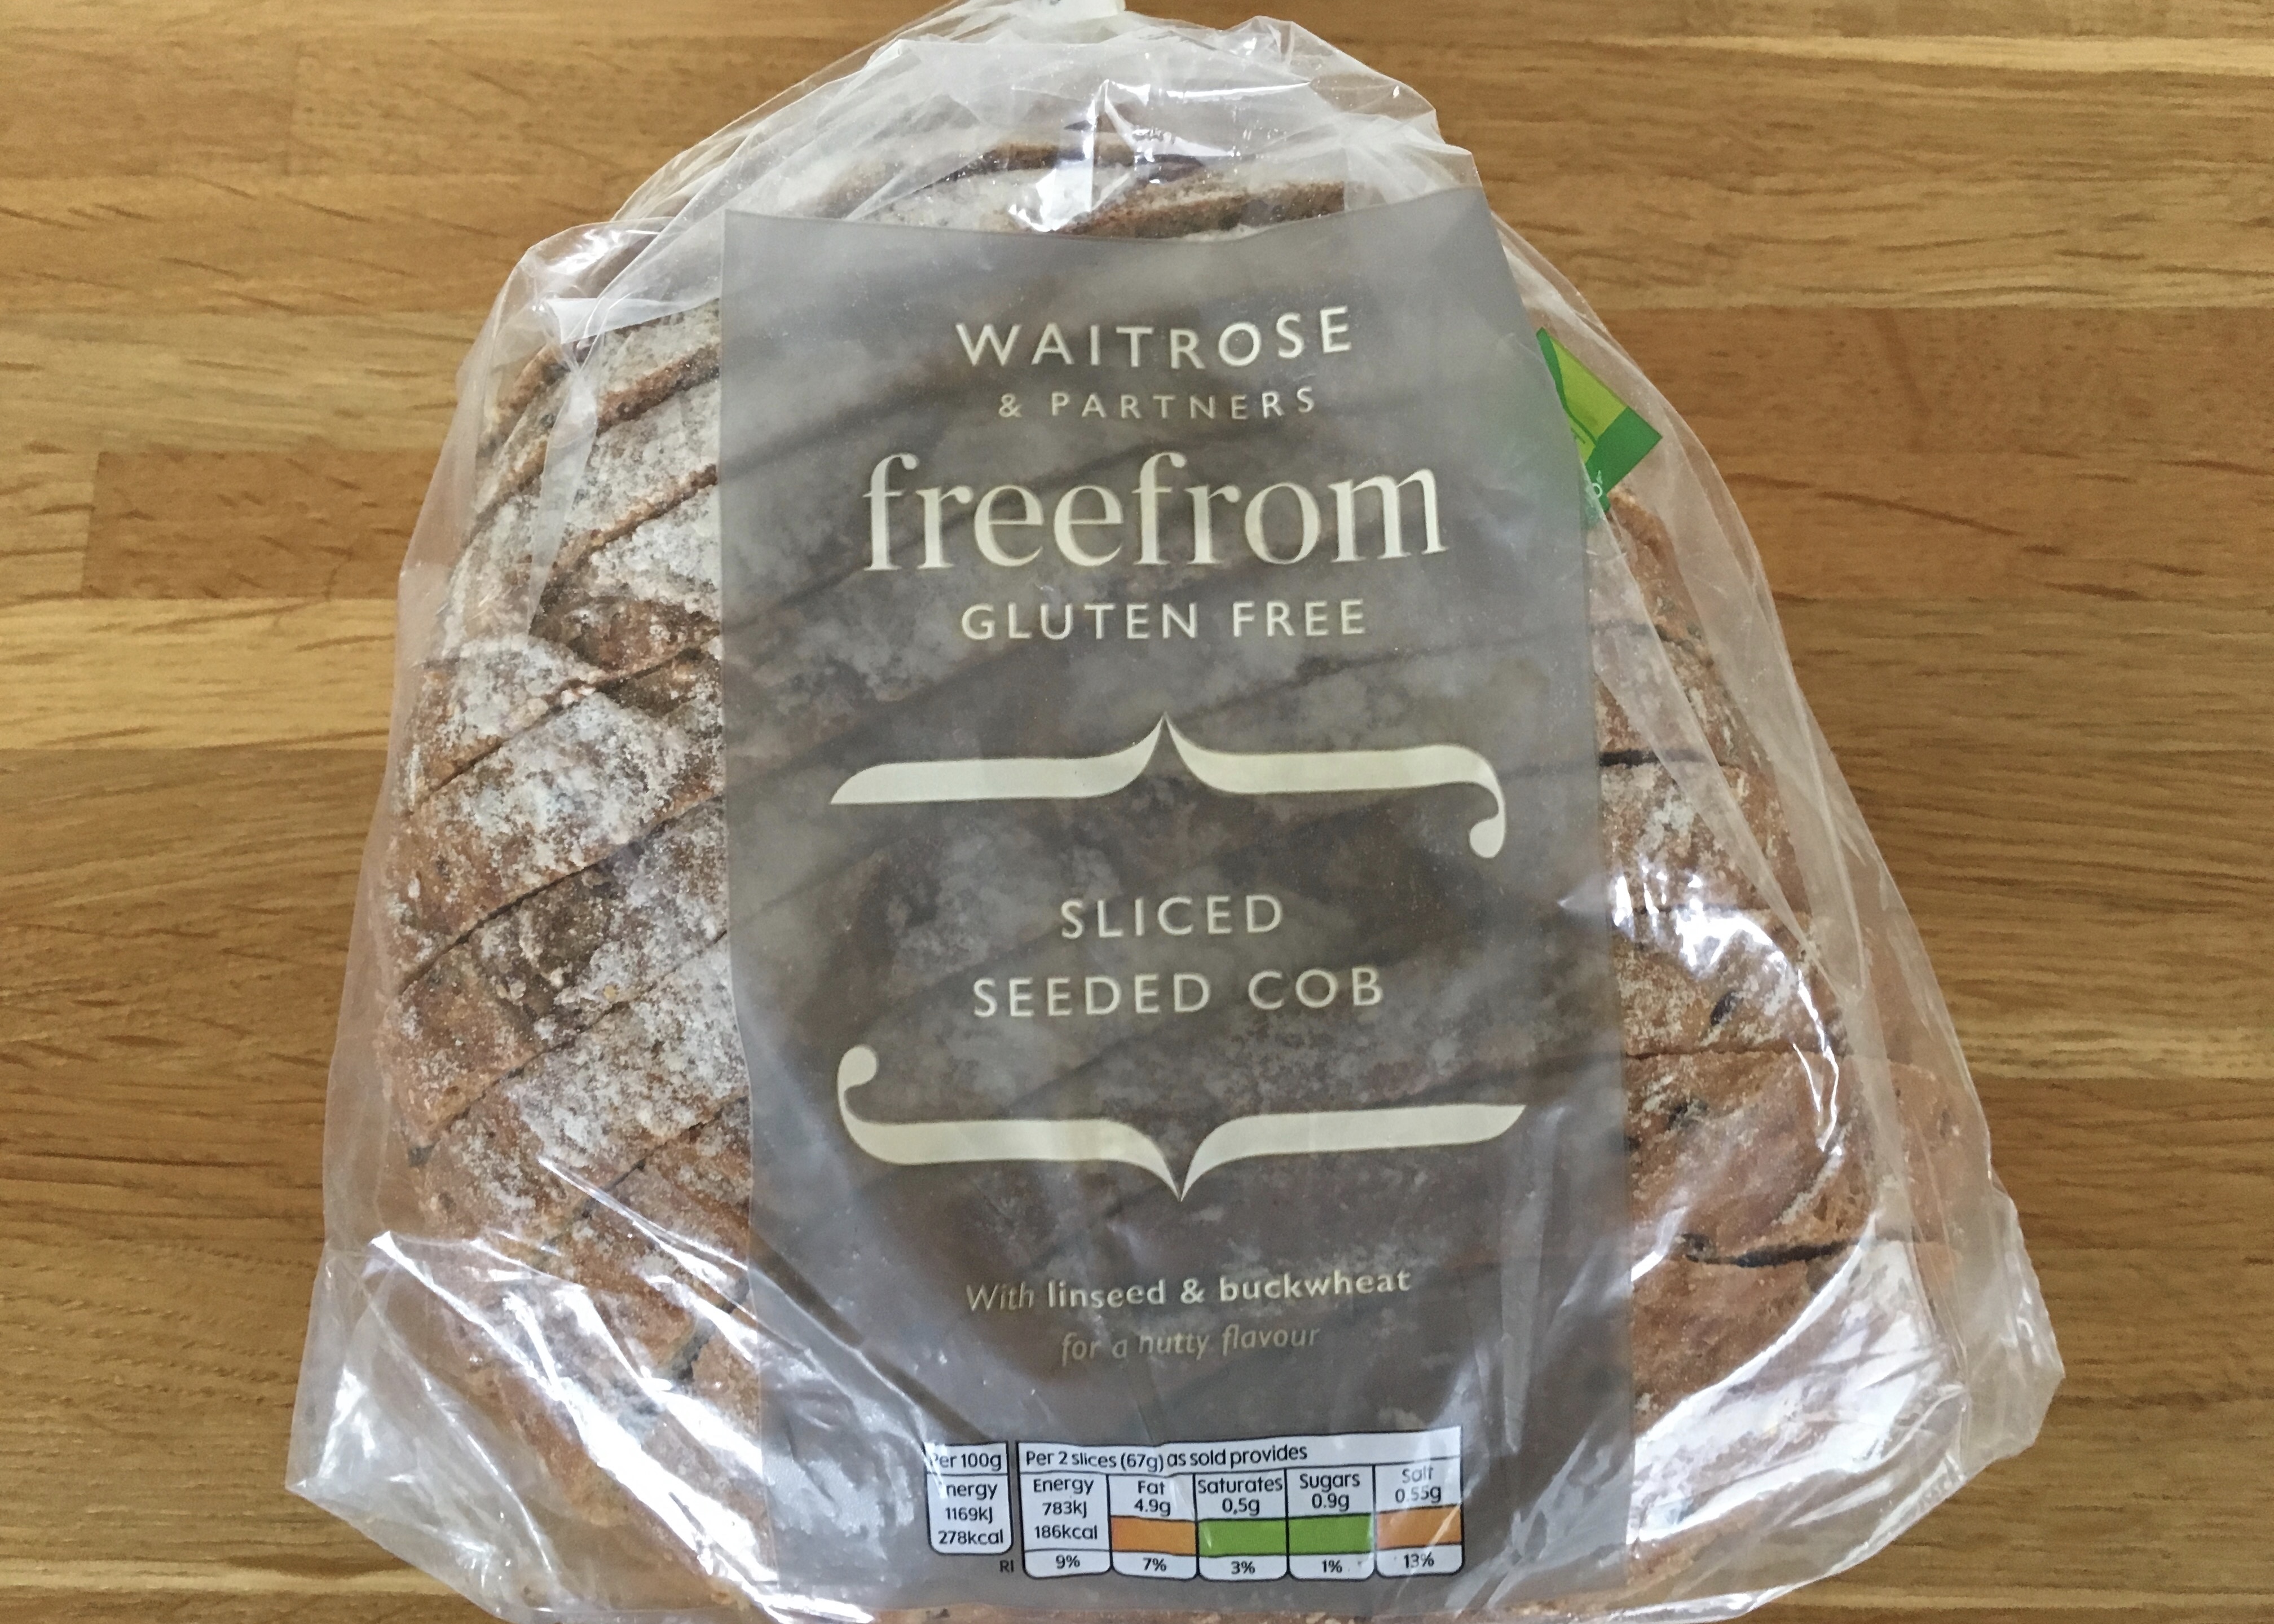 WAITROSE
& PARTNERS
freefrom
GLUTEN FREE
SLICED
SEEDED COB
With linseed & buckwheat
for a nutty flavour
Per 100g
Energy
1169kJ
278kcal
Per 2 slices (67g) as sold provides
Energy
783kJ
186kcal
9%
Fat
4.9g
7%
Saturates
0,5g
3%
Sugars
0.9g
1%
Salt
0.55g
13%
RI